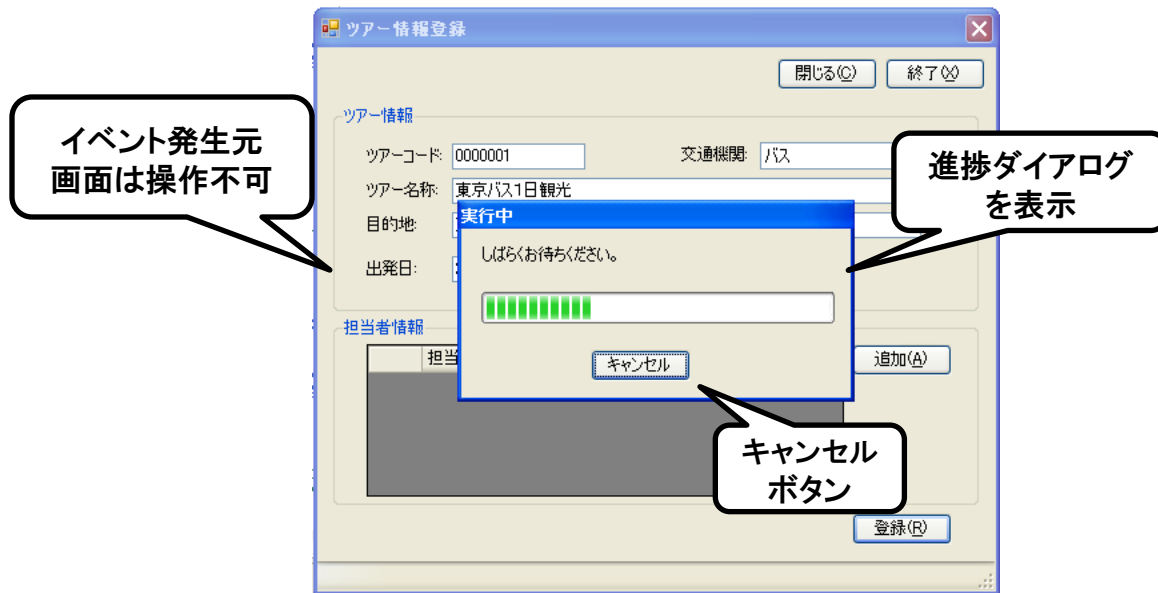 ツアー情報登録
閉じる(C)
終了(X)
ツアー情報
イベント発生元
画面は操作不可
ツアーコード:
0000001
交通機関:
バス
進捗ダイアログ
を表示
ツアー名称:
東京バス1日観光
目的地:
実行中
しばらくお待ちください。
出発日:
担当者情報
担当
キャンセル
追加(A)
キャンセル
ボタン
登録(R)